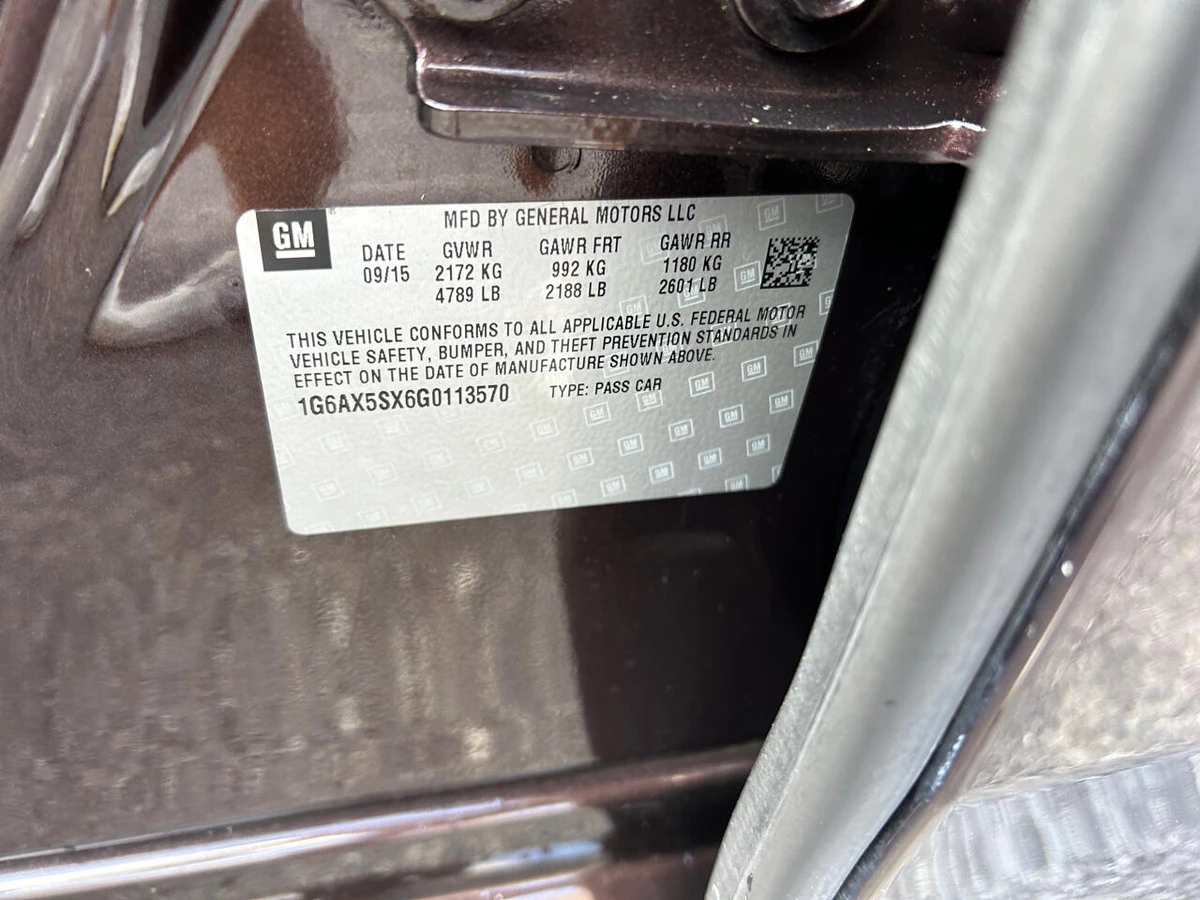 GM
MFD BY GENERAL MOTORS LLC
DATE GVWR GAWR FRT GAWR RR
09/15 2172 KG 992 KG 1180 KG
4789 LB 2188 LB 2601 LB
THIS VEHICLE CONFORMS TO ALL APPLICABLE U.S. FEDERAL MOTOR
VEHICLE SAFETY, BUMPER, AND THEFT PREVENTION STANDARDS IN
EFFECT ON THE DATE OF MANUFACTURE SHOWN ABOVE.
1G6AX5SX6G0113570 TYPE: PASS CAR